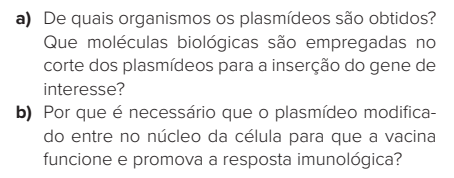 a) De quais organismos os plasmídeos são obtidos?
Que moléculas biológicas são empregadas no
corte dos plasmídeos para a inserção do gene de
interesse?
b) Por que é necessário que o plasmídeo modifica-
do entre no núcleo da célula para que a vacina
funcione e promova a resposta imunológica?